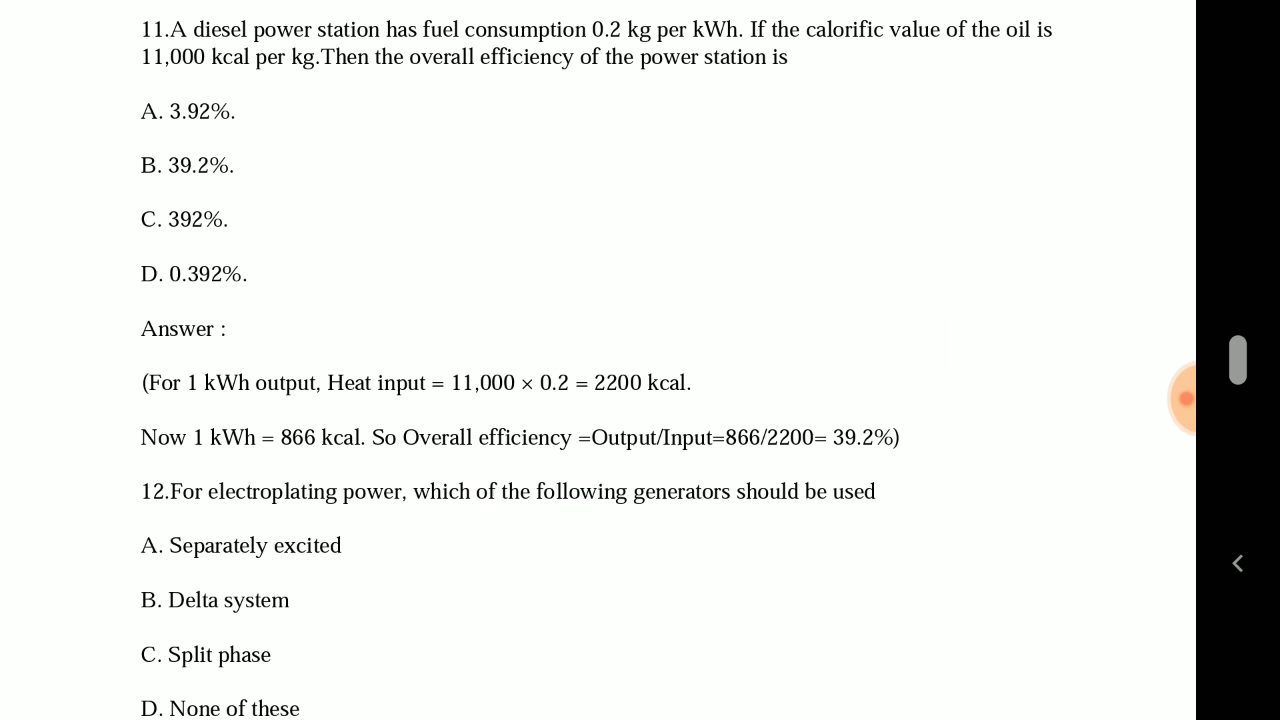 11.A diesel power station has fuel consumption 0.2 kg per kWh. If the calorific value of the oil is
11,000 kcal per kg.Then the overall efficiency of the power station is
A. 3.92%.
B. 39.2%.
C. 392%.
D. 0.392%.
Answer :
(For 1 kWh output, Heat input = 11,000 × 0.2 = 2200 kcal.
Now 1 kWh = 866 kcal. So Overall efficiency =Output/Input=866/2200= 39.2%)
12.For electroplating power, which of the following generators should be used
A. Separately excited
B. Delta system
C. Split phase
D. None of these